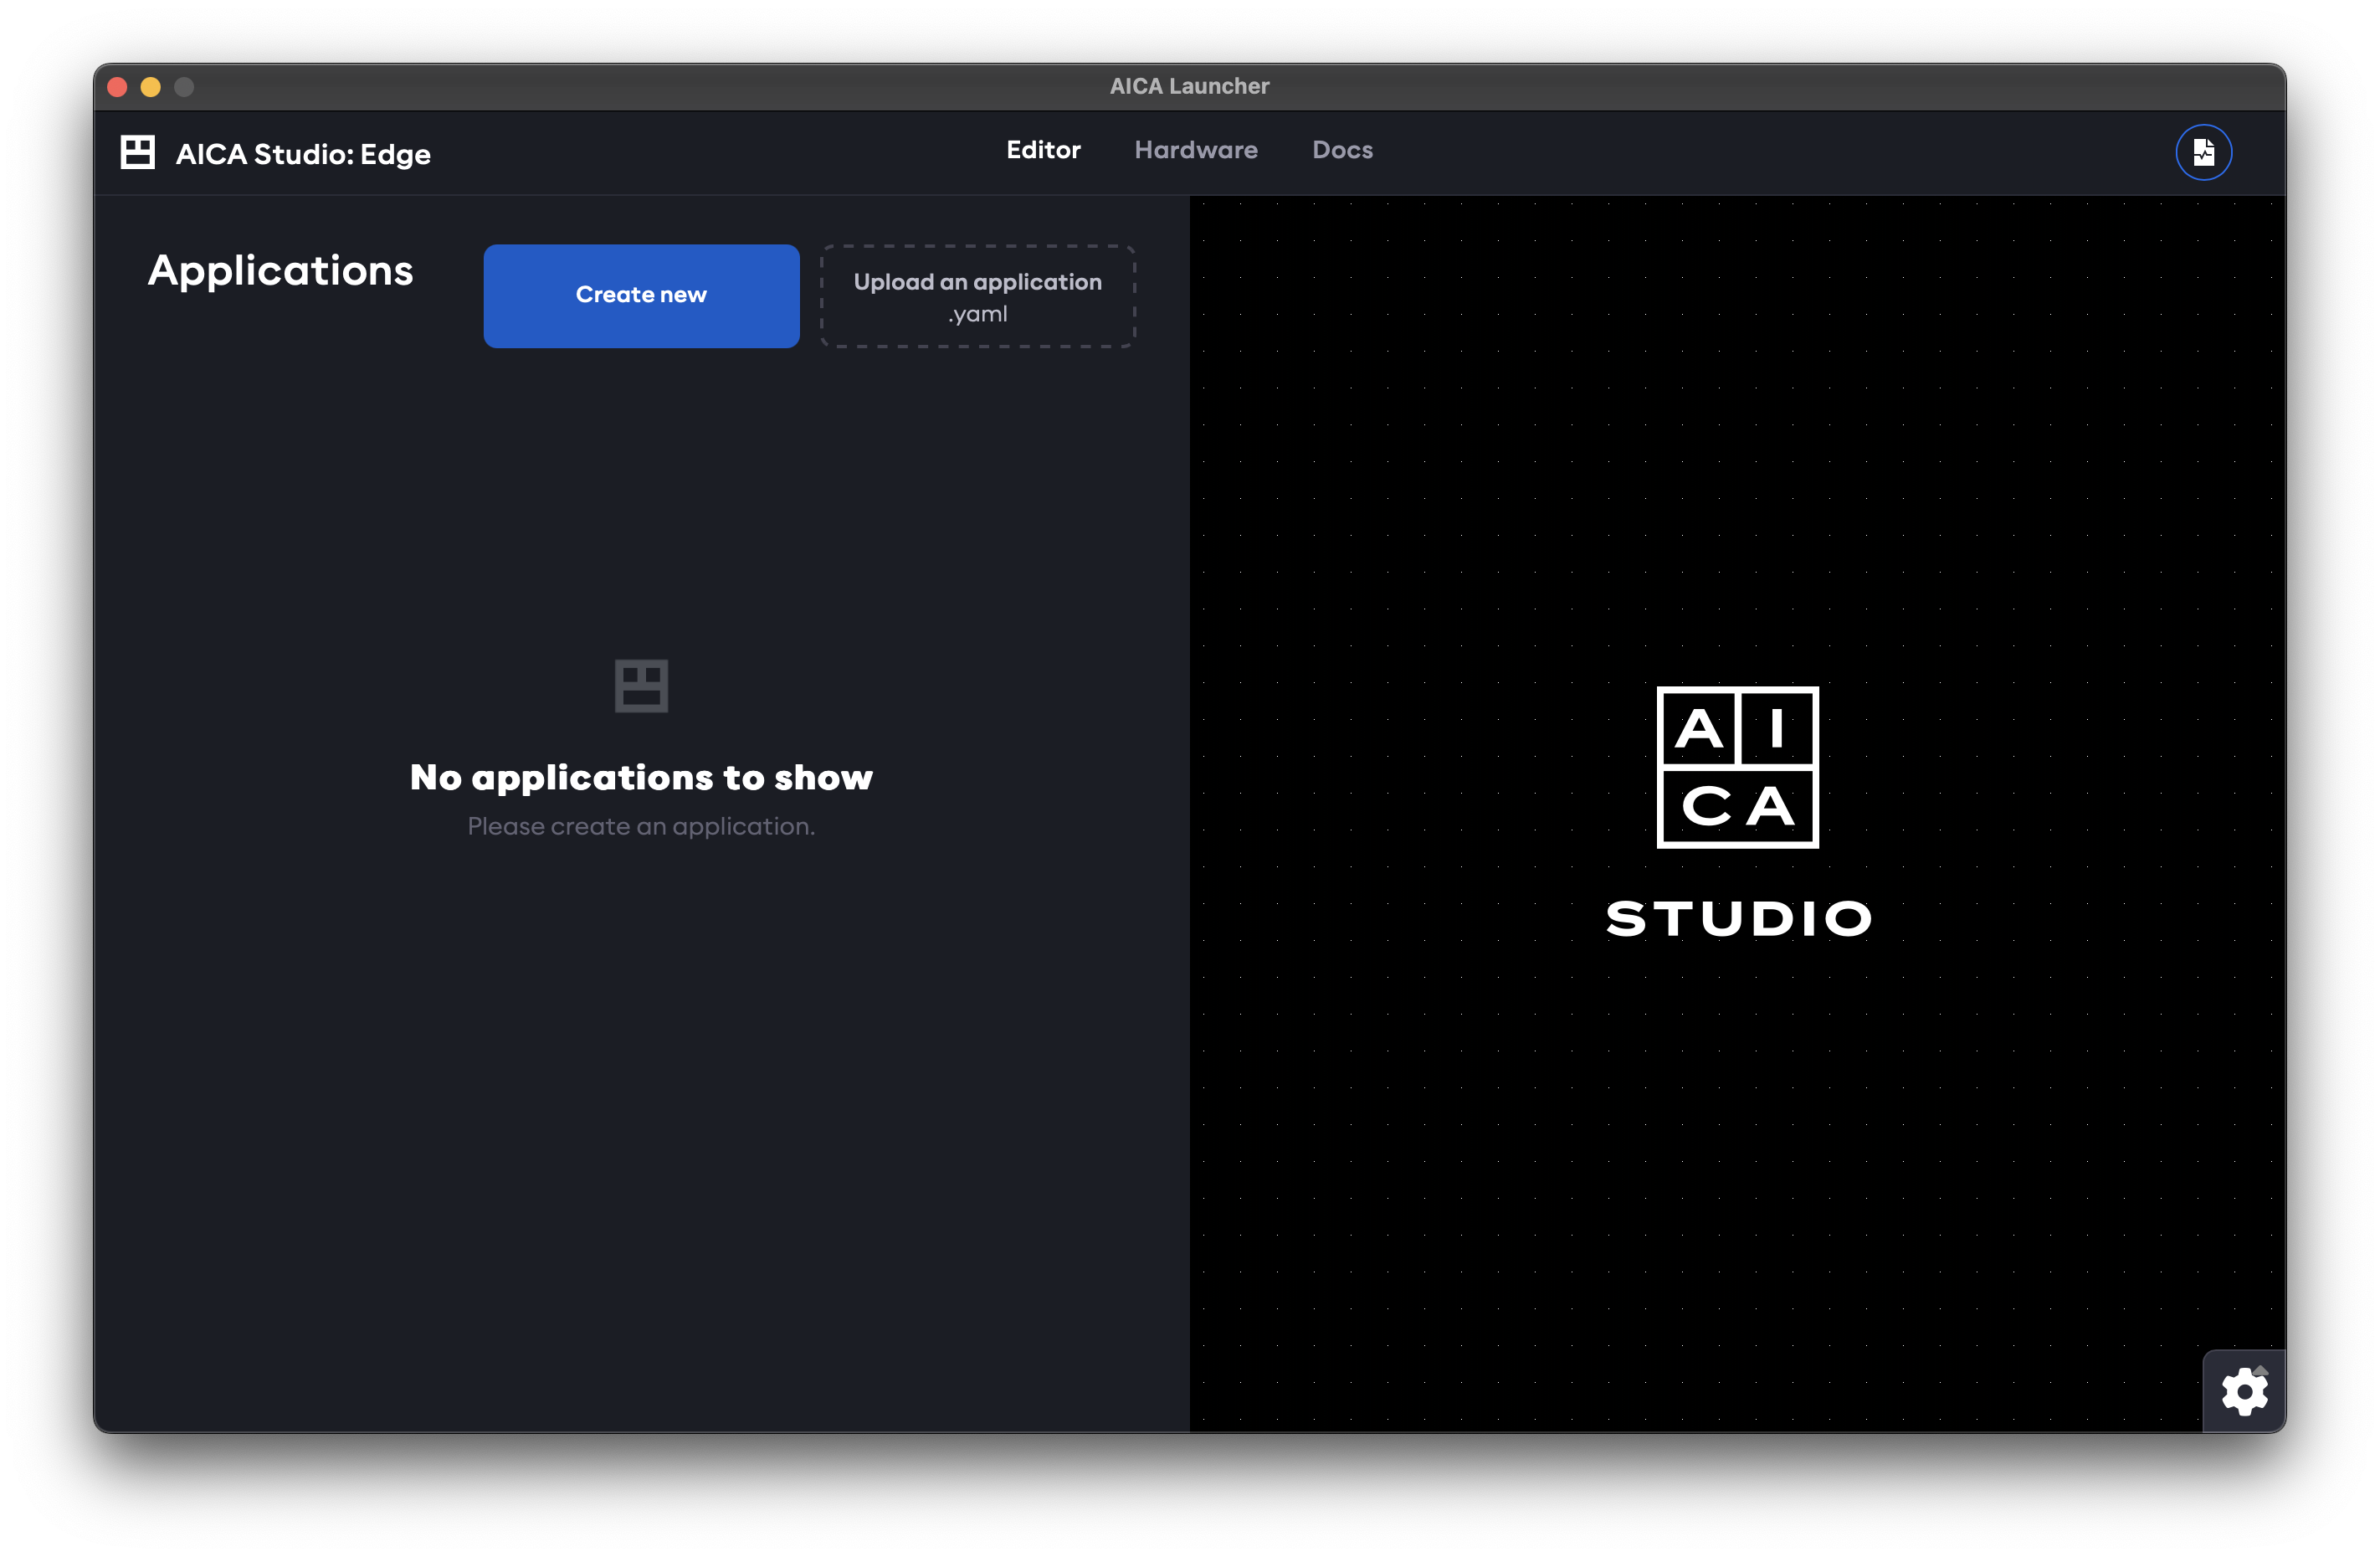 AICA Launcher
AICA Studio: Edge
Editor
Hardware
Docs
Applications
Create new
Upload an application
.yaml
No applications to show
Please create an application.
A I
C A
STUDIO